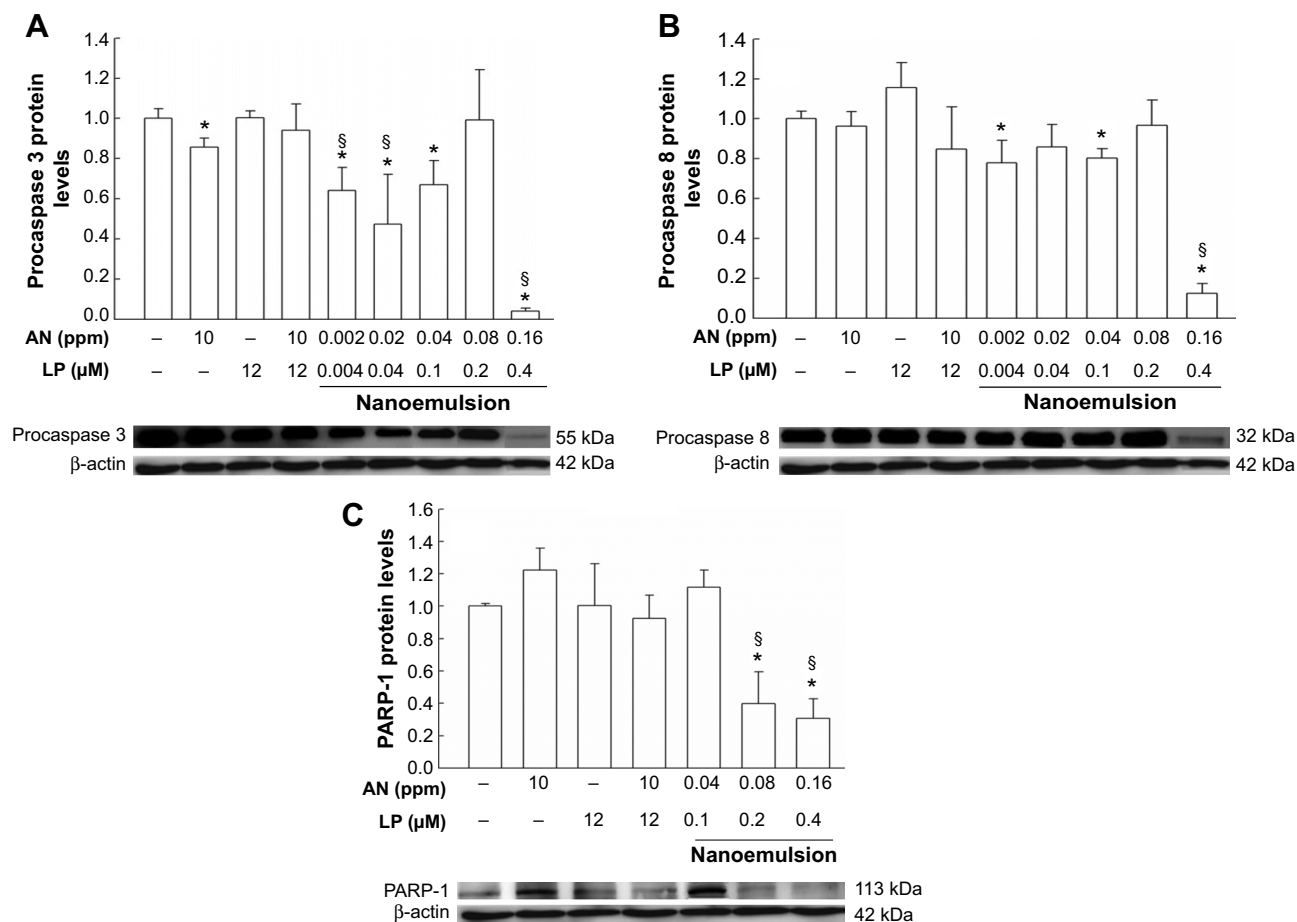 A
Procaspase 3 protein
levels
1.4
1.2
1.0
0.8
0.6
0.4
0.2
0.0
*
§
*
§
*
*
§
*
AN (ppm) – 10 – 10 0.002 0.02 0.04 0.08 0.16
LP (µM) – – 12 12 0.004 0.04 0.1 0.2 0.4
Nanoemulsion
Procaspase 3 55 kDa
β-actin 42 kDa
B
Procaspase 8 protein
levels
1.4
1.2
1.0
0.8
0.6
0.4
0.2
0.0
*
*
§
*
AN (ppm) – 10 – 10 0.002 0.02 0.04 0.08 0.16
LP (µM) – – 12 12 0.004 0.04 0.1 0.2 0.4
Nanoemulsion
Procaspase 8 32 kDa
β-actin 42 kDa
C
PARP-1 protein levels
1.6
1.4
1.2
1.0
0.8
0.6
0.4
0.2
0.0
§
*
§
*
AN (ppm) – 10 – 10 0.04 0.08 0.16
LP (µM) – – 12 12 0.1 0.2 0.4
Nanoemulsion
PARP-1 113 kDa
β-actin 42 kDa